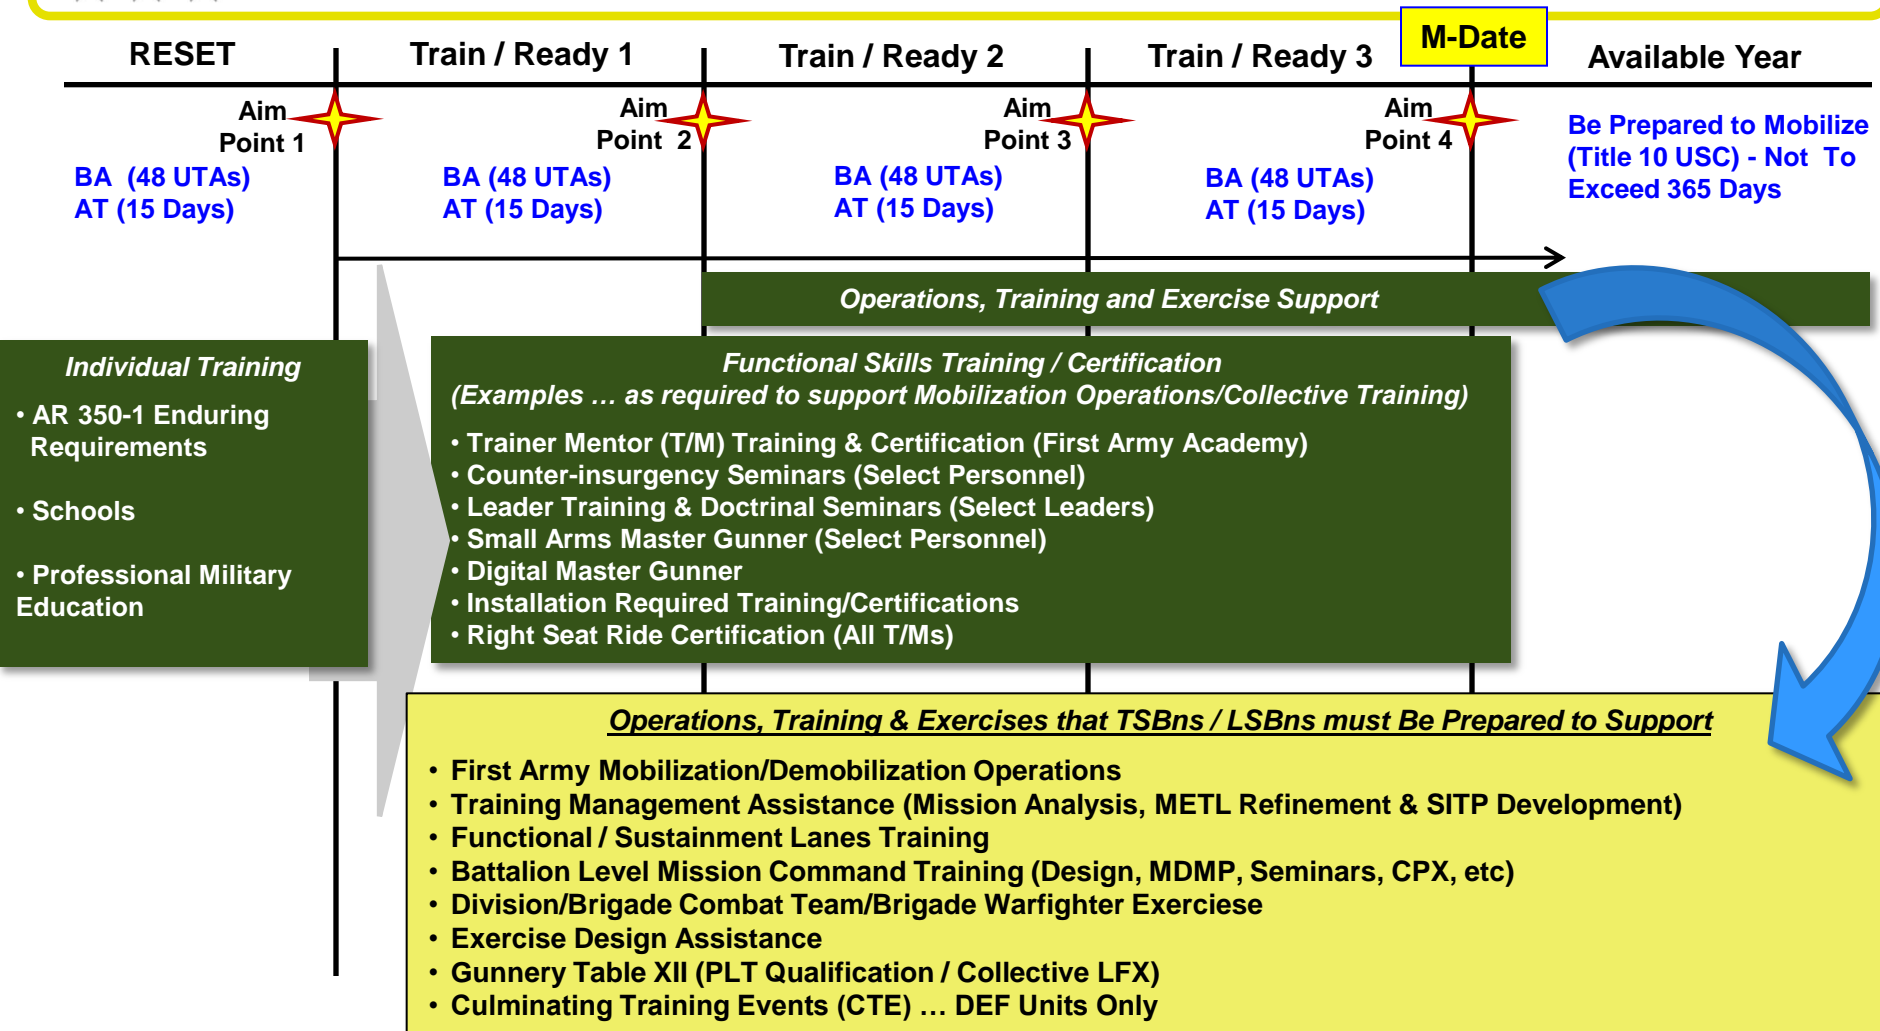 RESET
Train / Ready 1
Train / Ready 2
Train / Ready 3
M-Date
Available Year
Aim
Point 1
Aim
Point 2
Aim
Point 3
Aim
Point 4
BA (48 UTAs)
AT (15 Days)
BA (48 UTAs)
AT (15 Days)
BA (48 UTAs)
AT (15 Days)
BA (48 UTAs)
AT (15 Days)
Be Prepared to Mobilize
(Title 10 USC) - Not To
Exceed 365 Days
Operations, Training and Exercise Support
Individual Training
• AR 350-1 Enduring
Requirements
• Schools
• Professional Military
Education
Functional Skills Training / Certification
(Examples … as required to support Mobilization Operations/Collective Training)
• Trainer Mentor (T/M) Training & Certification (First Army Academy)
• Counter-insurgency Seminars (Select Personnel)
• Leader Training & Doctrinal Seminars (Select Leaders)
• Small Arms Master Gunner (Select Personnel)
• Digital Master Gunner
• Installation Required Training/Certifications
• Right Seat Ride Certification (All T/Ms)
Operations, Training & Exercises that TSBns / LSBns must Be Prepared to Support
• First Army Mobilization/Demobilization Operations
• Training Management Assistance (Mission Analysis, METL Refinement & SITP Development)
• Functional / Sustainment Lanes Training
• Battalion Level Mission Command Training (Design, MDMP, Seminars, CPX, etc)
• Division/Brigade Combat Team/Brigade Warfighter Exerciese
• Exercise Design Assistance
• Gunnery Table XII (PLT Qualification / Collective LFX)
• Culminating Training Events (CTE) … DEF Units Only